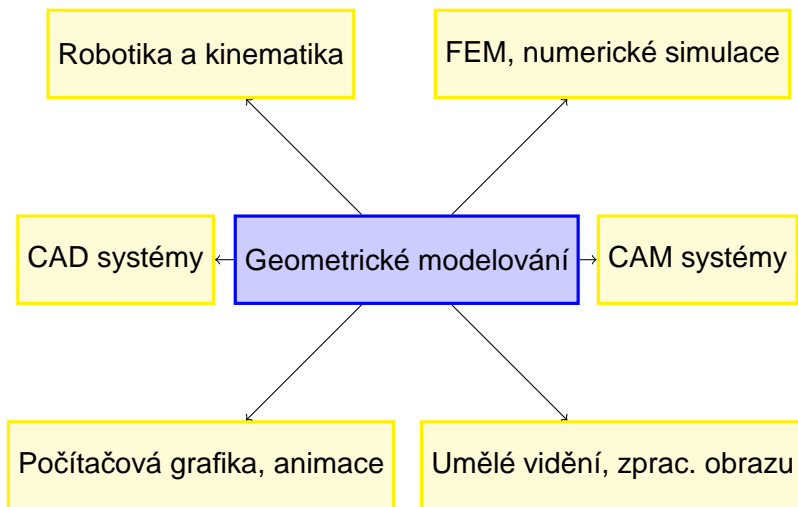 Robotika a kinematika
FEM, numerické simulace
CAD systémy
Geometrické modelování
CAM systémy
Počítačová grafika, animace
Umělé vidění, zprac. obrazu